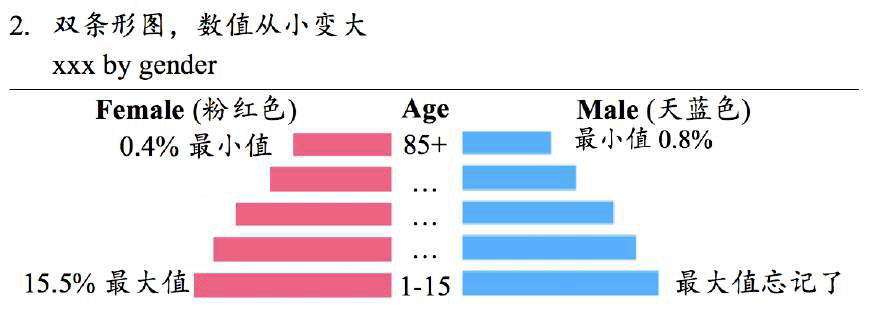 2. 双条形图，数值从小变大
xxx by gender
Female (粉红色) Age Male (天蓝色)
0.4% 最小值 85+ 最小值 0.8%
…
…
…
15.5% 最大值 1-15 最大值忘记了